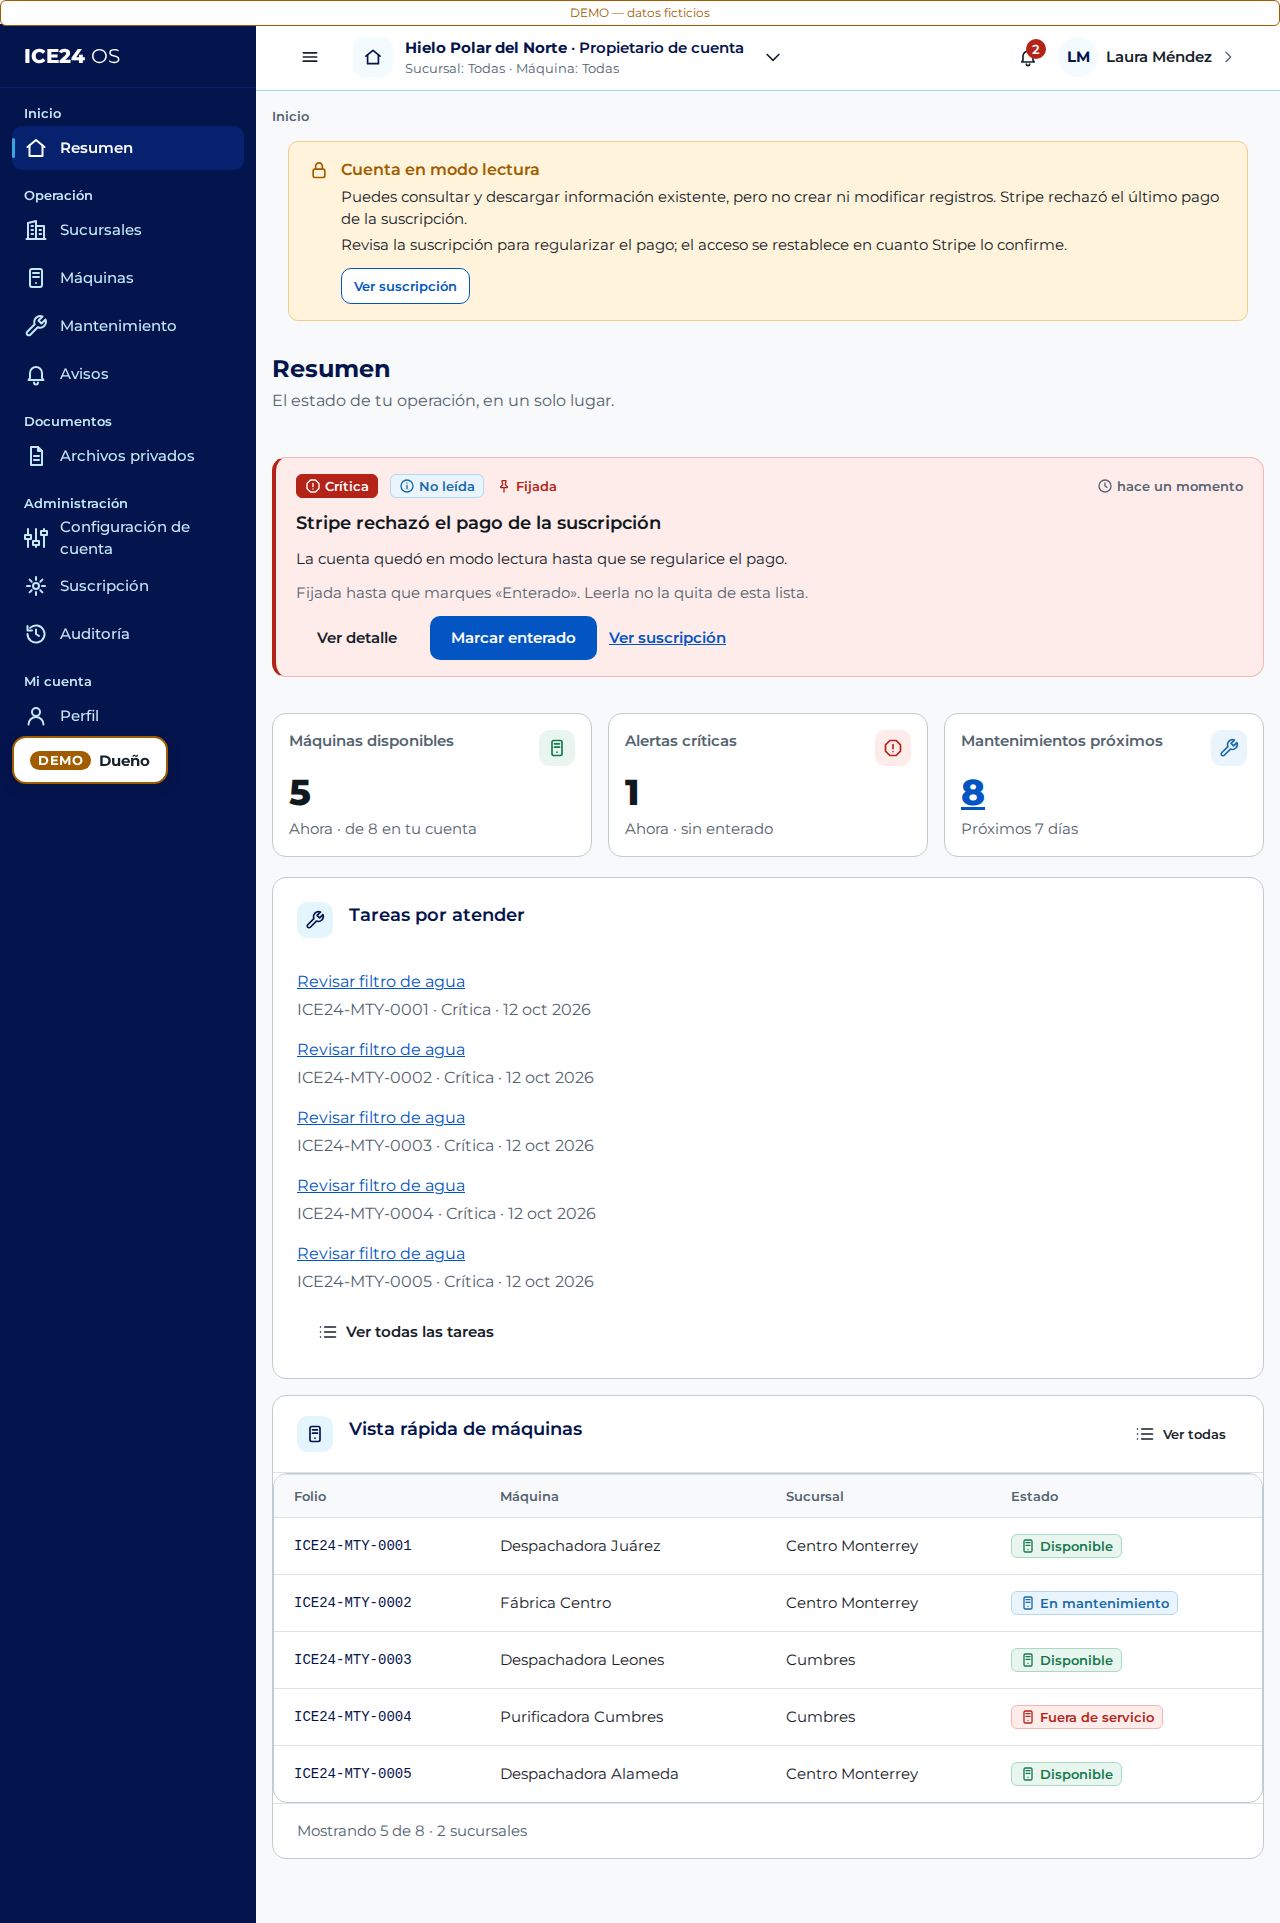 DEMO — datos ficticios
ICE24 OS
Inicio
Resumen
Operación
Sucursales
Máquinas
Mantenimiento
Avisos
Documentos
Archivos privados
Administración
Configuración de
cuenta
Suscripción
Auditoría
Mi cuenta
Perfil
DEMO Dueño
Hielo Polar del Norte · Propietario de cuenta
Sucursal: Todas · Máquina: Todas
2
LM Laura Méndez
Inicio
Cuenta en modo lectura
Puedes consultar y descargar información existente, pero no crear ni modificar registros. Stripe rechazó el último pago
de la suscripción.
Revisa la suscripción para regularizar el pago; el acceso se restablece en cuanto Stripe lo confirme.
Ver suscripción
Resumen
El estado de tu operación, en un solo lugar.
Crítica No leída Fijada hace un momento
Stripe rechazó el pago de la suscripción
La cuenta quedó en modo lectura hasta que se regularice el pago.
Fijada hasta que marques «Enterado». Leerla no la quita de esta lista.
Ver detalle Marcar enterado Ver suscripción
Máquinas disponibles
5
Ahora · de 8 en tu cuenta
Alertas críticas
1
Ahora · sin enterado
Mantenimientos próximos
8
Próximos 7 días
Tareas por atender
Revisar filtro de agua
ICE24-MTY-0001 · Crítica · 12 oct 2026
Revisar filtro de agua
ICE24-MTY-0002 · Crítica · 12 oct 2026
Revisar filtro de agua
ICE24-MTY-0003 · Crítica · 12 oct 2026
Revisar filtro de agua
ICE24-MTY-0004 · Crítica · 12 oct 2026
Revisar filtro de agua
ICE24-MTY-0005 · Crítica · 12 oct 2026
Ver todas las tareas
Vista rápida de máquinas Ver todas
Folio Máquina Sucursal Estado
ICE24-MTY-0001 Despachadora Juárez Centro Monterrey Disponible
ICE24-MTY-0002 Fábrica Centro Centro Monterrey En mantenimiento
ICE24-MTY-0003 Despachadora Leones Cumbres Disponible
ICE24-MTY-0004 Purificadora Cumbres Cumbres Fuera de servicio
ICE24-MTY-0005 Despachadora Alameda Centro Monterrey Disponible
Mostrando 5 de 8 · 2 sucursales